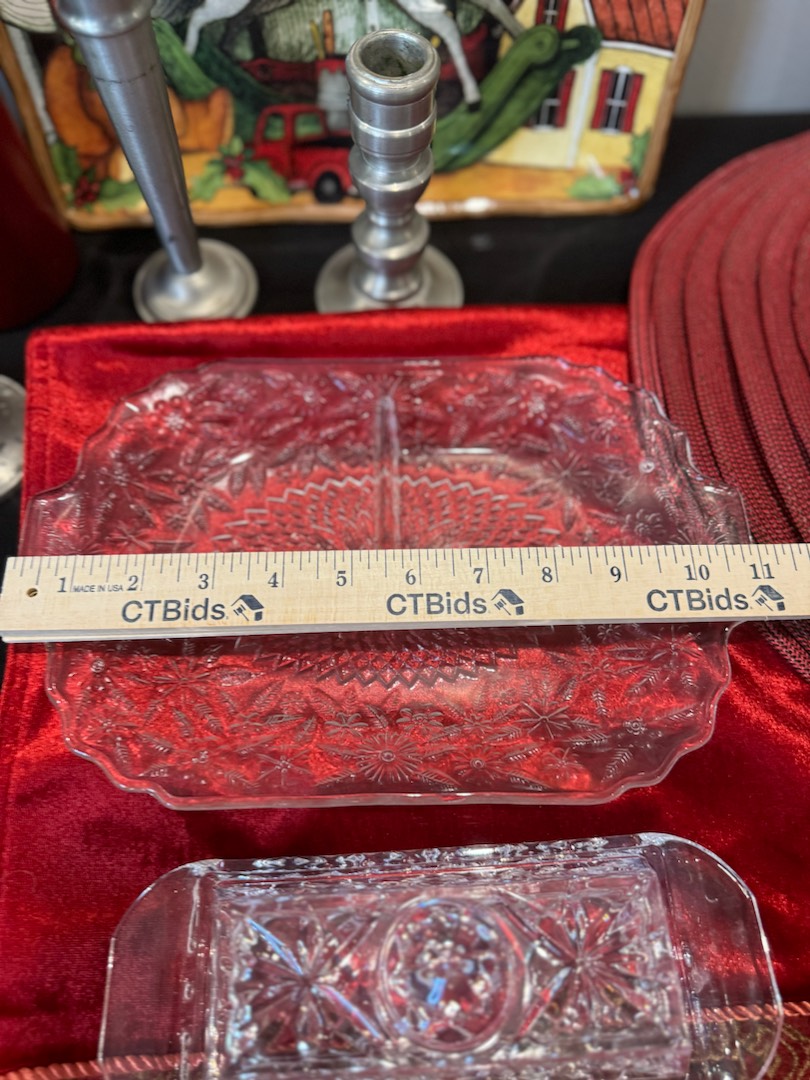 1 MADE IN USA 2 3 4 5 6 7 8 9 10 11
CTBids CTBids CTBids